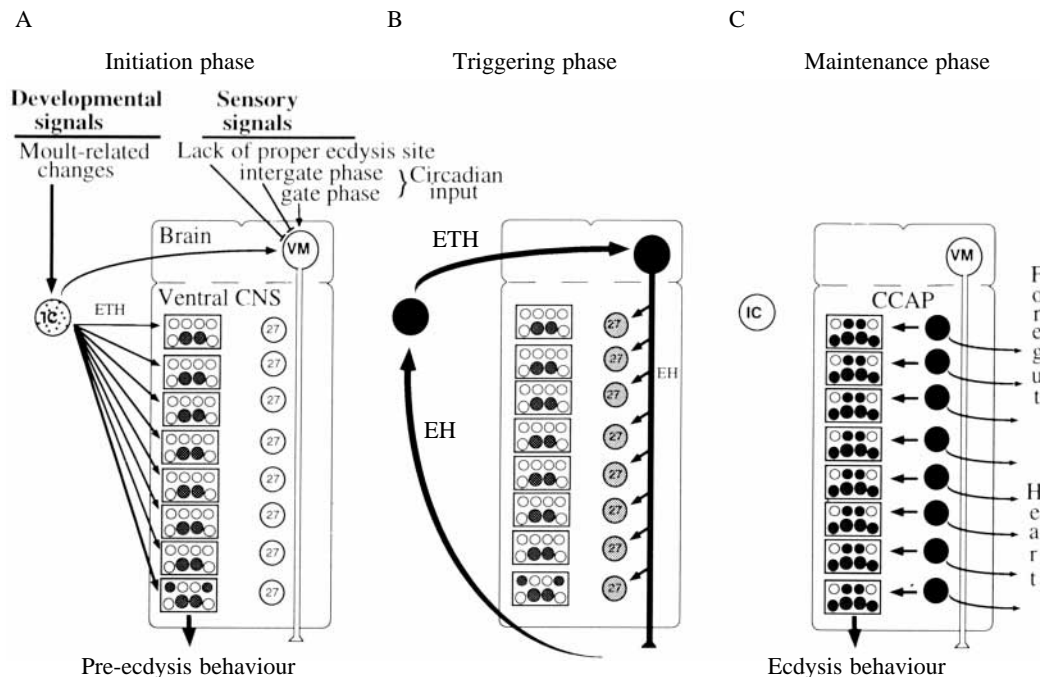 A
Initiation phase
Developmental
signals
Moult-related
changes
Sensory
signals
Lack of proper ecdysis site
intergate phase
gate phase
} Circadian
input
Brain
VM
IC
ETH
Ventral CNS
27
27
27
27
27
27
27
27
Pre-ecdysis behaviour
B
Triggering phase
ETH
EH
EH
27
27
27
27
27
27
27
27
C
Maintenance phase
VM
IC
CCAP
Foregut
Heart
Ecdysis behaviour